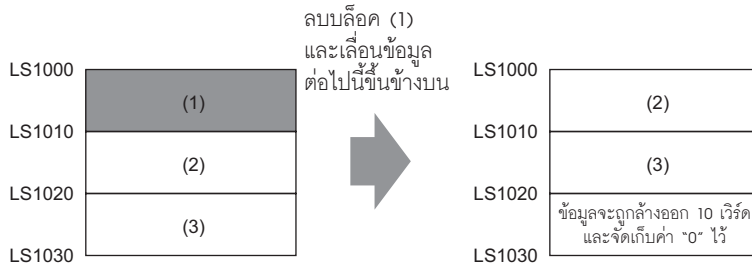 ลบบล็อค (1)
และเลื่อนข้อมูล
ต่อไปนี้ขึ้นข้างบน
LS1000
(1)
LS1010
(2)
LS1020
(3)
LS1030
LS1000
(2)
LS1010
(3)
LS1020
ข้อมูลจะถูกล้างออก 10 เวิร์ด
และจัดเก็บค่า "0" ไว้
LS1030